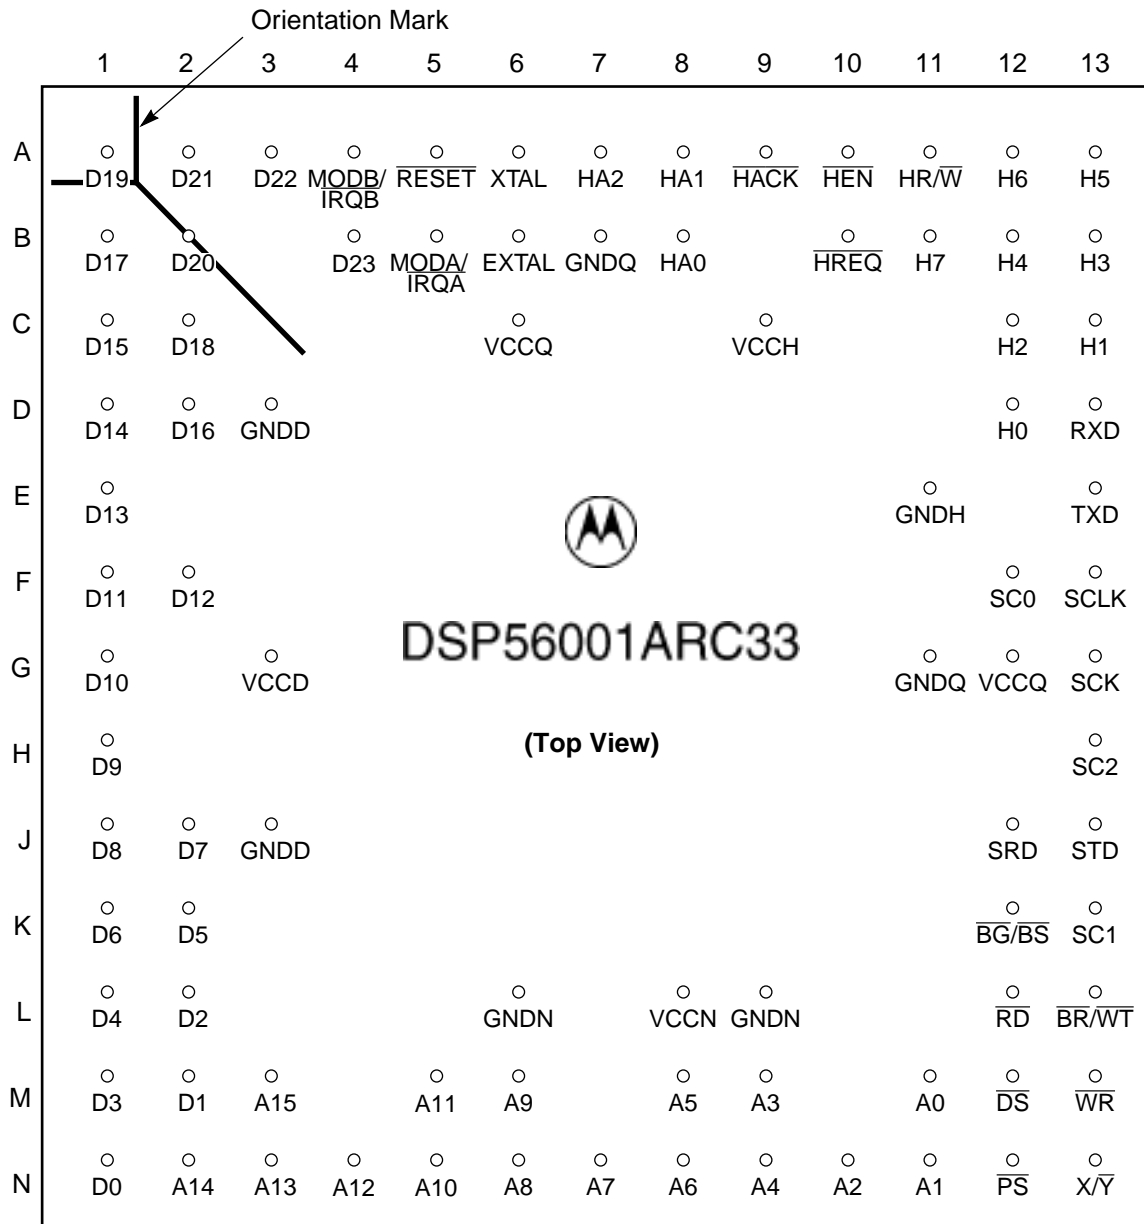 Orientation Mark
1 2 3 4 5 6 7 8 9 10 11 12 13
A
D19 D21 D22 MODB/IRQB RESET XTAL HA2 HA1 HACK HEN HR/W H6 H5
B
D17 D20 D23 MODA/IRQA EXTAL GNDQ HA0 HREQ H7 H4 H3
C
D15 D18 VCCQ VCCH H2 H1
D
D14 D16 GNDD H0 RXD
E
D13 GNDH TXD
F
D11 D12 SC0 SCLK
DSP56001ARC33
G
D10 VCCD GNDQ VCCQ SCK
(Top View)
H
D9 SC2
J
D8 D7 GNDD SRD STD
K
D6 D5 BG/BS SC1
L
D4 D2 GNDN VCCN GNDN RD BR/WT
M
D3 D1 A15 A11 A9 A5 A3 A0 DS WR
N
D0 A14 A13 A12 A10 A8 A7 A6 A4 A2 A1 PS X/Y